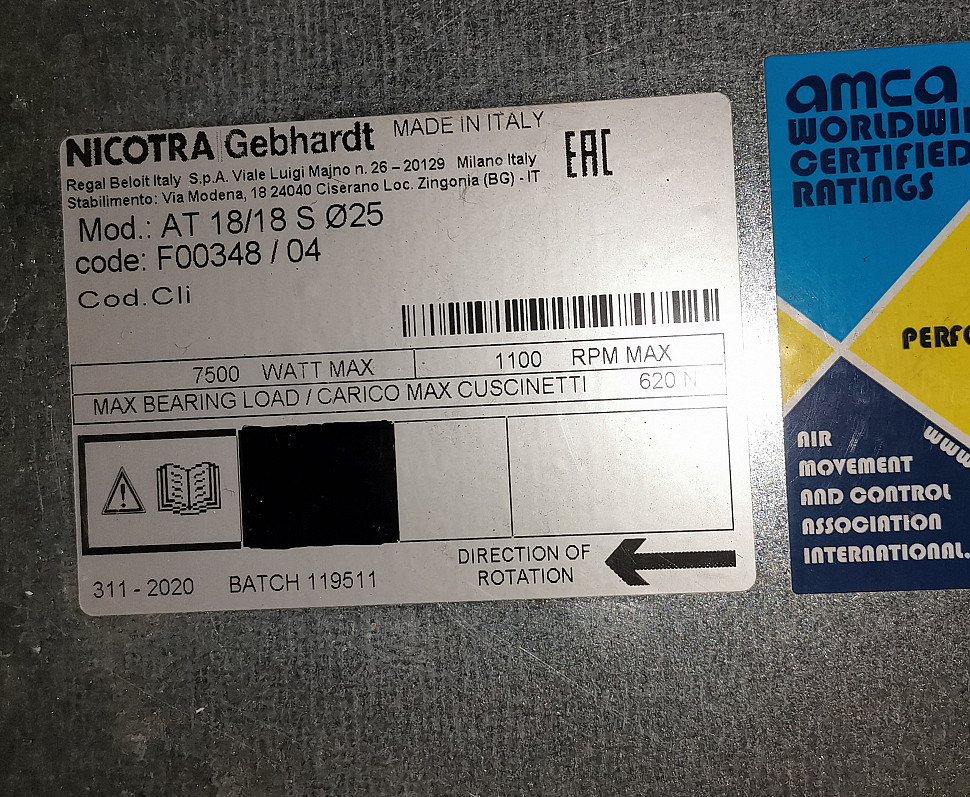 NICOTRA Gebhardt MADE IN ITALY
EAC
Regal Beloit Italy S.p.A. Viale Luigi Majno n. 26 – 20129 Milano Italy
Stabilimento: Via Modena, 18 24040 Ciserano Loc. Zingonia (BG) - IT
Mod.: AT 18/18 S Ø25
code: F00348 / 04
Cod.Cli
7500 WATT MAX 1100 RPM MAX
MAX BEARING LOAD / CARICO MAX CUSCINETTI 620 N
DIRECTION OF
ROTATION
311 - 2020 BATCH 119511
amca
WORLDWI
CERTIFIED
RATINGS
PERFO
www
AIR
MOVEMENT
AND CONTROL
ASSOCIATION
INTERNATIONAL.